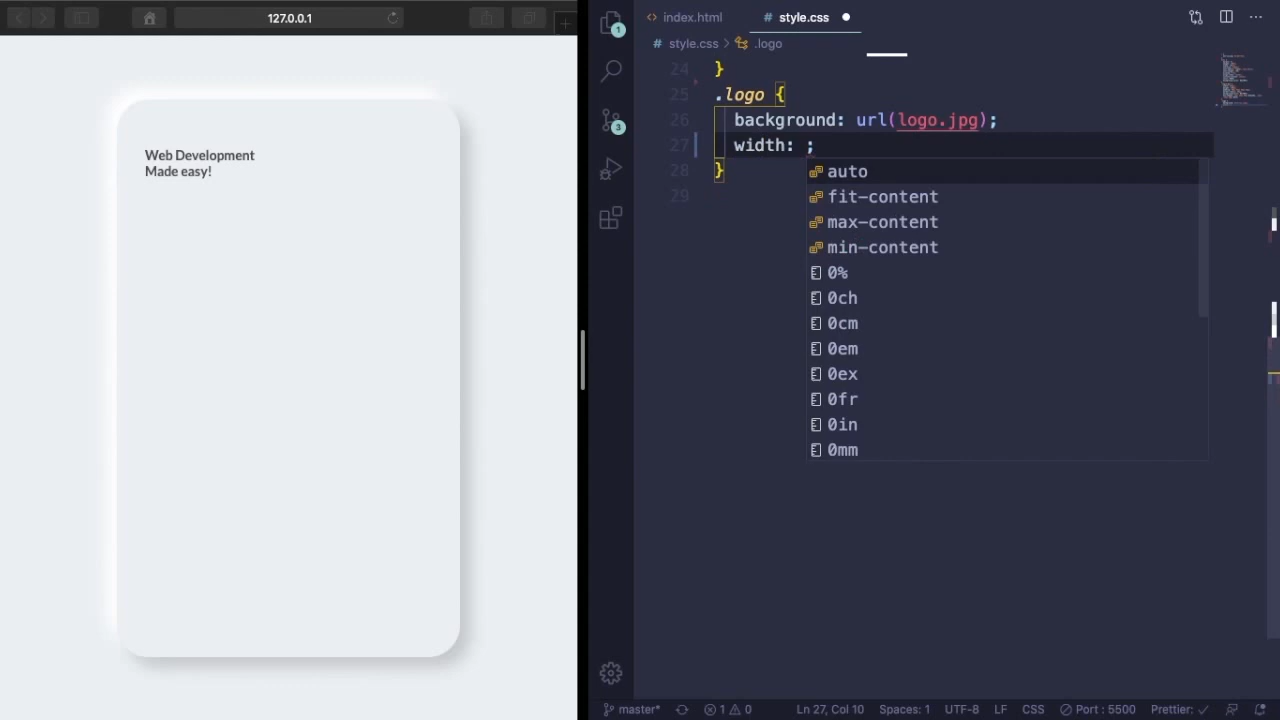 127.0.0.1
Web Development
Made easy!
index.html
style.css
style.css > .logo
24 }
25 .logo {
26 background: url(logo.jpg);
27 width: ;
28 }
29
auto
fit-content
max-content
min-content
0%
0ch
0cm
0em
0ex
0fr
0in
0mm
1
3
master*
1 0
Ln 27, Col 10
Spaces: 1
UTF-8
LF
CSS
Port : 5500
Prettier: ✓